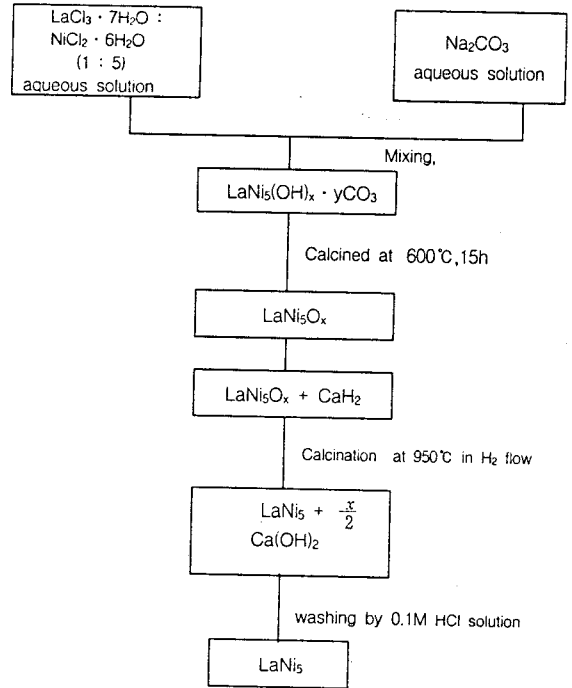 LaCl₃ · 7H₂O :
NiCl₂ · 6H₂O
(1 : 5)
aqueous solution
Na₂CO₃
aqueous solution
Mixing,
LaNi₅(OH)ₓ · yCO₃
Calcined at 600℃,15h
LaNi₅Oₓ
LaNi₅Oₓ + CaH₂
Calcination at 950℃ in H₂ flow
LaNi₅ + x/2
Ca(OH)₂
washing by 0.1M HCl solution
LaNi₅